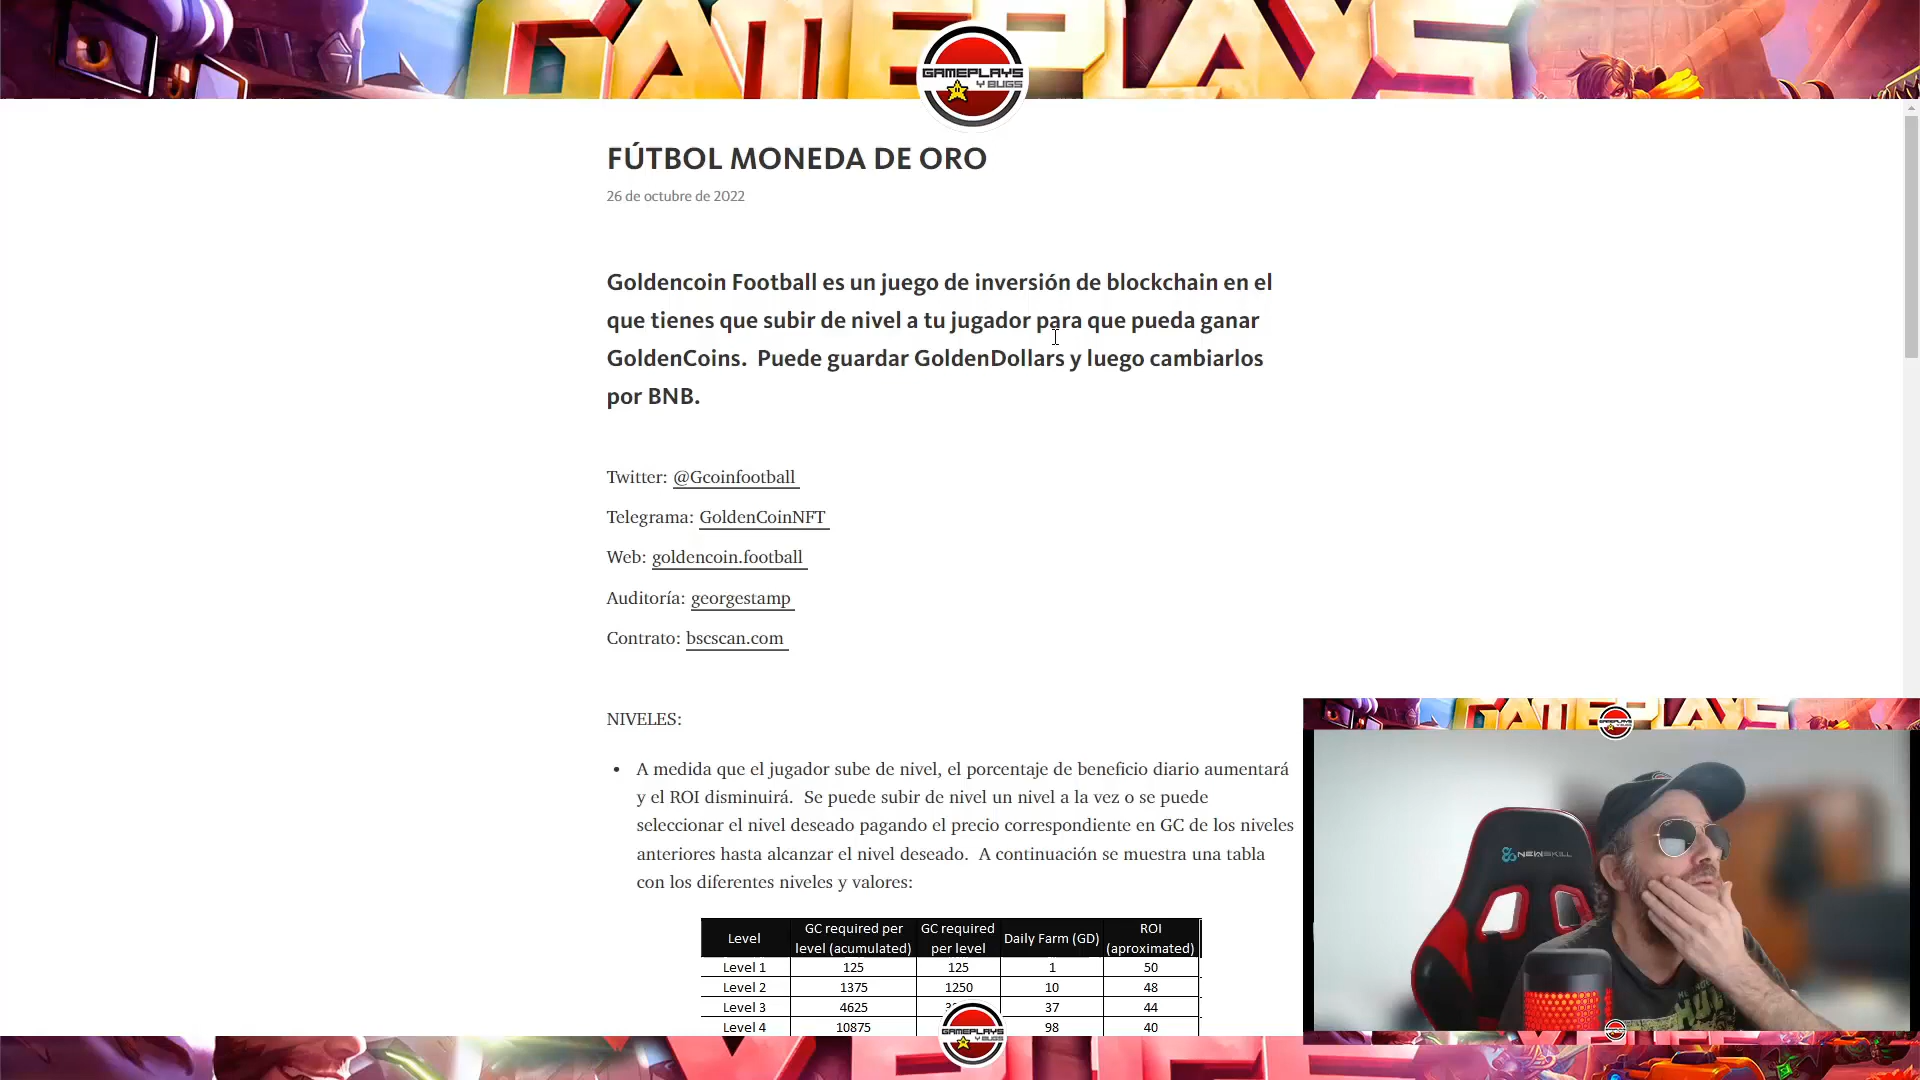 GAMEPLAYS
GAMEPLAYS
Y BUGS
FÚTBOL MONEDA DE ORO
26 de octubre de 2022
Goldencoin Football es un juego de inversión de blockchain en el
que tienes que subir de nivel a tu jugador para que pueda ganar
GoldenCoins.  Puede guardar GoldenDollars y luego cambiarlos
por BNB.
Twitter: @Gcoinfootball
Telegrama: GoldenCoinNFT
Web: goldencoin.football
Auditoría: georgestamp
Contrato: bscscan.com
NIVELES:
• A medida que el jugador sube de nivel, el porcentaje de beneficio diario aumentará
y el ROI disminuirá.  Se puede subir de nivel un nivel a la vez o se puede
seleccionar el nivel deseado pagando el precio correspondiente en GC de los niveles
anteriores hasta alcanzar el nivel deseado.  A continuación se muestra una tabla
con los diferentes niveles y valores:
Level GC required per level (acumulated) GC required per level Daily Farm (GD) ROI (aproximated)
Level 1 125 125 1 50
Level 2 1375 1250 10 48
Level 3 4625 37 44
Level 4 10875 98 40
GAMEPLAYS
Y BUGS
GAMEPLAYS
NEWSKILL